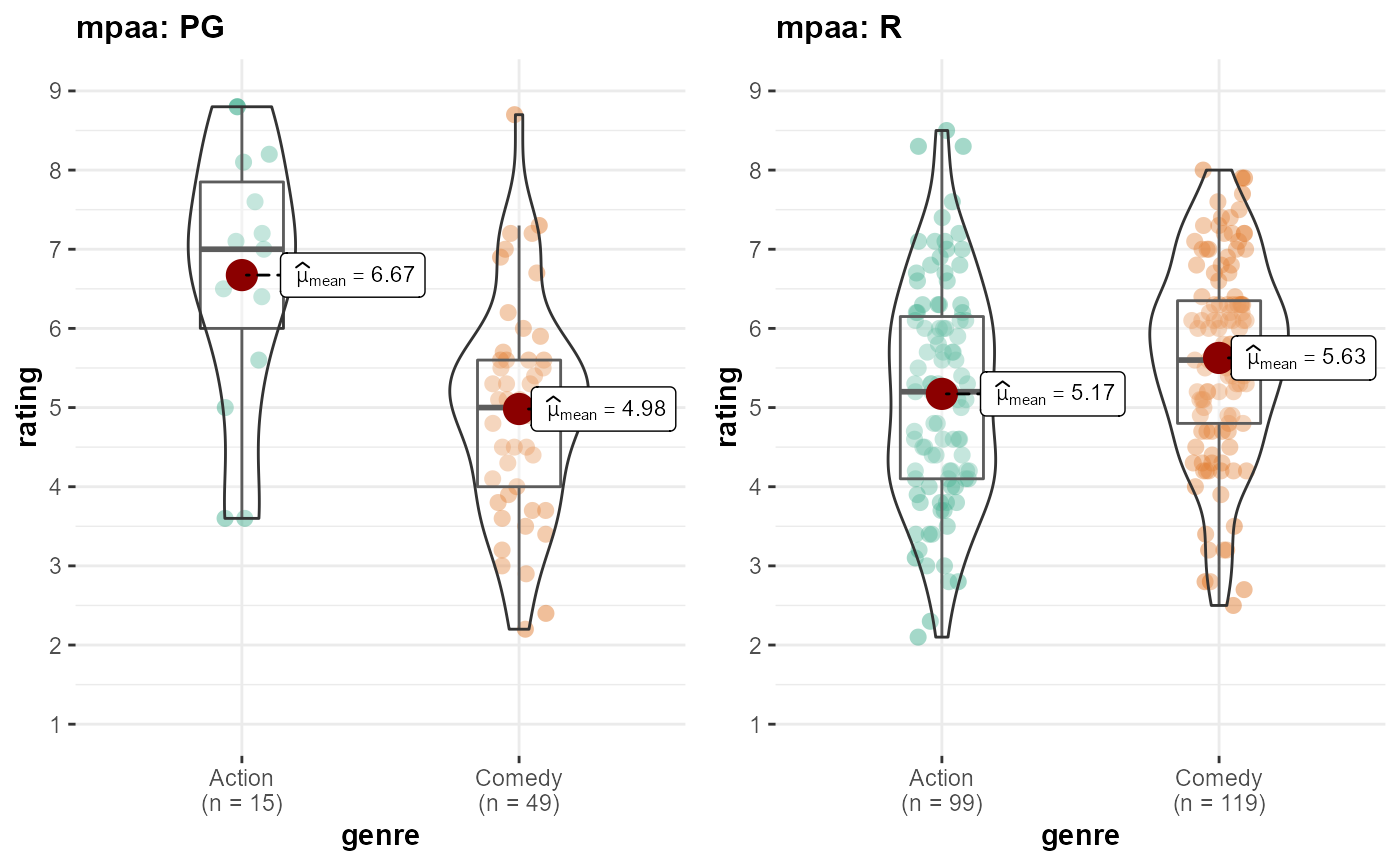 mpaa: PG
rating
9
8
7
6
5
4
3
2
1
μ̂mean = 6.67
μ̂mean = 4.98
Action
(n = 15)
Comedy
(n = 49)
genre
mpaa: R
rating
9
8
7
6
5
4
3
2
1
μ̂mean = 5.17
μ̂mean = 5.63
Action
(n = 99)
Comedy
(n = 119)
genre